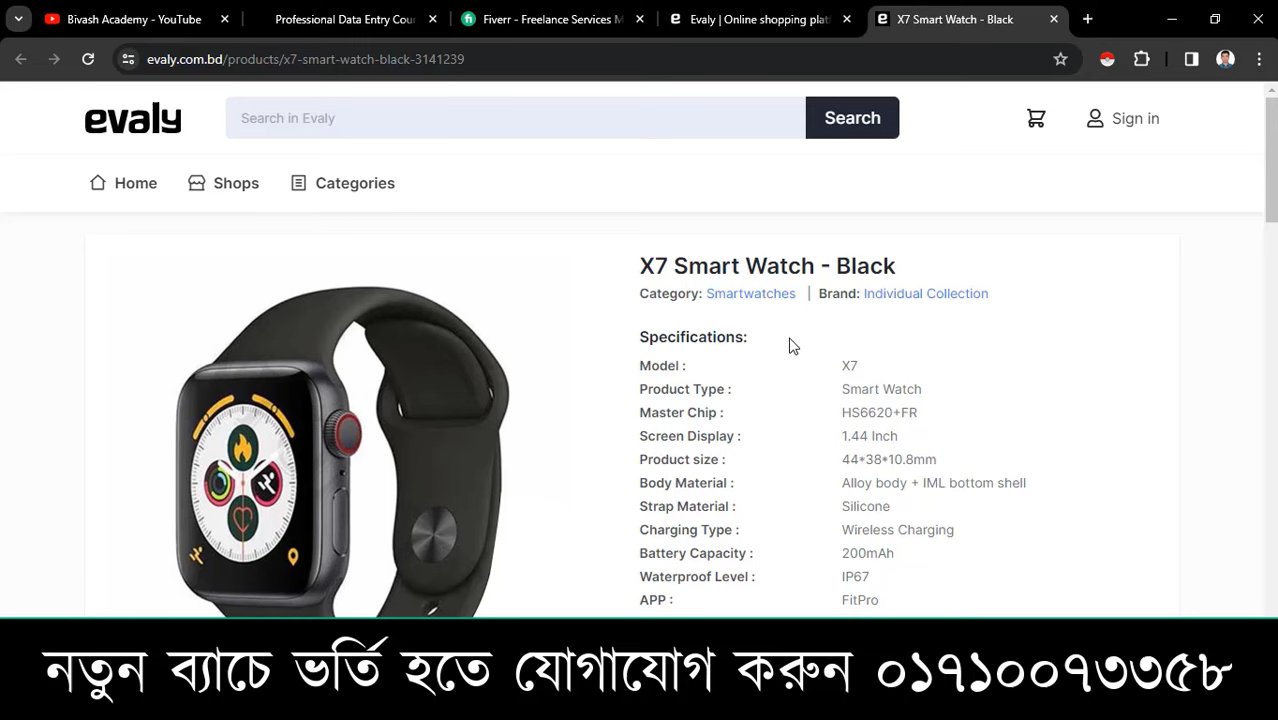 Bivash Academy - YouTube
Professional Data Entry Cou
Fiverr - Freelance Services M
Evaly | Online shopping plat
X7 Smart Watch - Black
evaly.com.bd/products/x7-smart-watch-black-3141239
evaly
Search in Evaly
Search
Sign in
Home
Shops
Categories
X7 Smart Watch - Black
Category: Smartwatches | Brand: Individual Collection
Specifications:
Model : X7
Product Type : Smart Watch
Master Chip : HS6620+FR
Screen Display : 1.44 Inch
Product size : 44*38*10.8mm
Body Material : Alloy body + IML bottom shell
Strap Material : Silicone
Charging Type : Wireless Charging
Battery Capacity : 200mAh
Waterproof Level : IP67
APP : FitPro
নতুন ব্যাচে ভর্তি হতে যোগাযোগ করুন ০১৭১০০৭৩৩৫৮